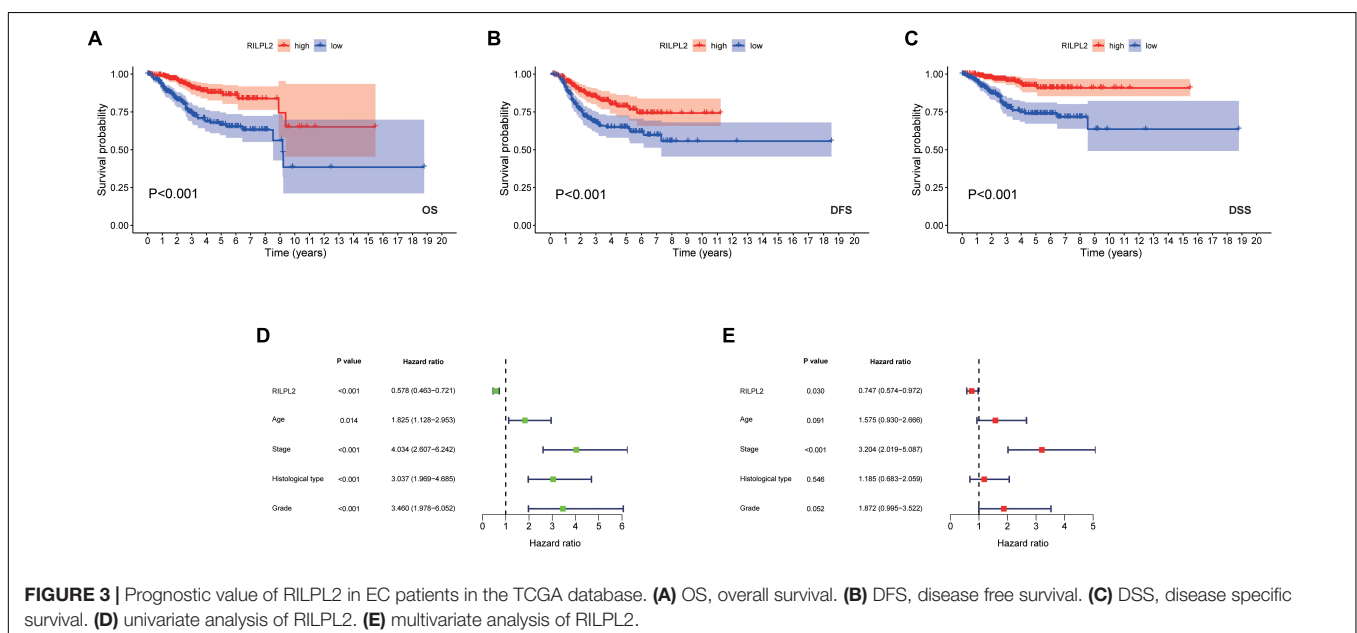 A
RILPL2 high low
Survival probability
1.00
0.75
0.50
0.25
0.00
P<0.001
OS
0 1 2 3 4 5 6 7 8 9 10 11 12 13 14 15 16 17 18 19 20
Time (years)
B
RILPL2 high low
Survival probability
1.00
0.75
0.50
0.25
0.00
P<0.001
DFS
0 1 2 3 4 5 6 7 8 9 10 11 12 13 14 15 16 17 18 19 20
Time (years)
C
RILPL2 high low
Survival probability
1.00
0.75
0.50
0.25
0.00
P<0.001
DSS
0 1 2 3 4 5 6 7 8 9 10 11 12 13 14 15 16 17 18 19 20
Time (years)
D
P value Hazard ratio
RILPL2 <0.001 0.578 (0.463−0.721)
Age 0.014 1.825 (1.128−2.953)
Stage <0.001 4.034 (2.607−6.242)
Histological type <0.001 3.037 (1.969−4.685)
Grade <0.001 3.460 (1.978−6.052)
0 1 2 3 4 5 6
Hazard ratio
E
P value Hazard ratio
RILPL2 0.030 0.747 (0.574−0.972)
Age 0.091 1.575 (0.930−2.666)
Stage <0.001 3.204 (2.019−5.087)
Histological type 0.546 1.185 (0.683−2.059)
Grade 0.052 1.872 (0.995−3.522)
0 1 2 3 4 5
Hazard ratio
FIGURE 3 | Prognostic value of RILPL2 in EC patients in the TCGA database. (A) OS, overall survival. (B) DFS, disease free survival. (C) DSS, disease specific
survival. (D) univariate analysis of RILPL2. (E) multivariate analysis of RILPL2.